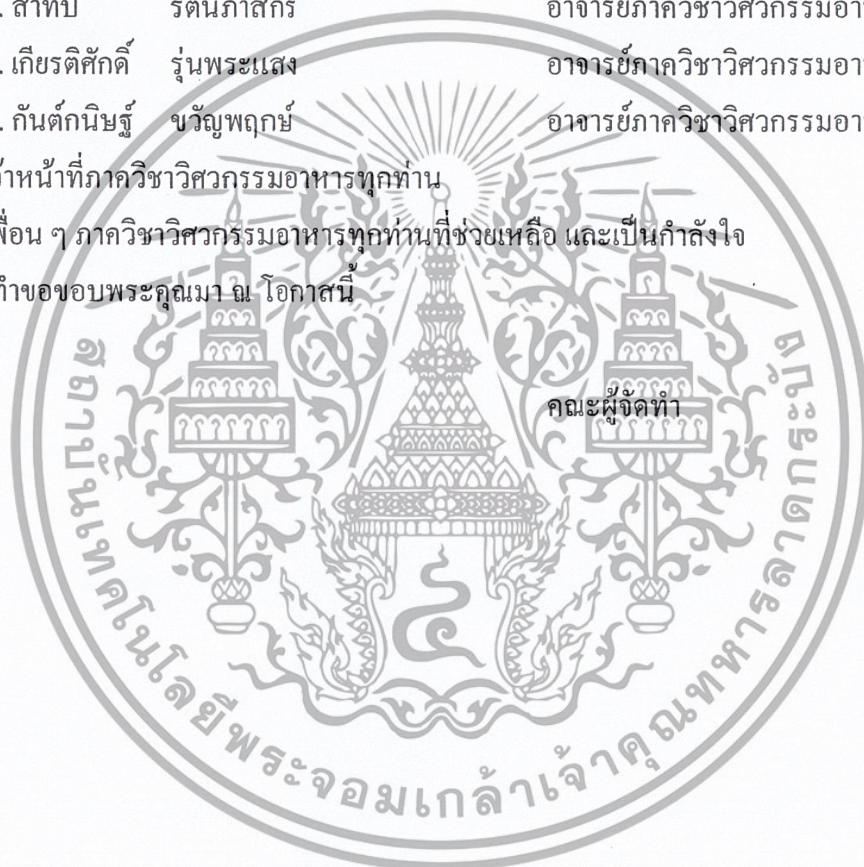 . สาทิป รัตนภาสกร อาจารย์ภาควิชาวิศวกรรมอา
. เกียรติศักดิ์ รุ่นพระแสง อาจารย์ภาควิชาวิศวกรรมอา
. กันต์กนิษฐ์ ขวัญพฤกษ์ อาจารย์ภาควิชาวิศวกรรมอา
จ้าหน้าที่ภาควิชาวิศวกรรมอาหารทุกท่าน
พื่อน ๆ ภาควิชาวิศวกรรมอาหารทุกท่านที่ช่วยเหลือ และเป็นกำลังใจ
ทำขอขอบพระคุณมา ณ โอกาสนี้
คณะผู้จัดทำ
สถาบันเทคโนโลยีพระจอมเกล้าเจ้าคุณทหารลาดกระบัง
๔